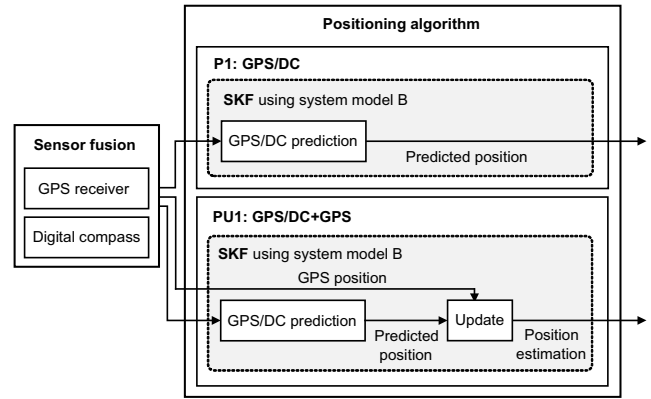 Positioning algorithm
P1: GPS/DC
SKF using system model B
GPS/DC prediction
Predicted position
Sensor fusion
GPS receiver
Digital compass
PU1: GPS/DC+GPS
SKF using system model B
GPS position
GPS/DC prediction
Predicted
position
Update
Position
estimation